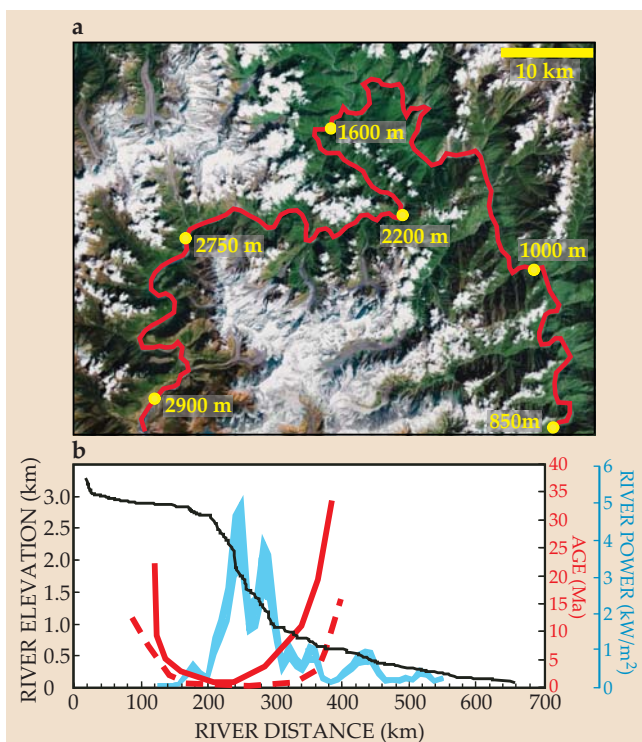 a
10 km
1600 m
2200 m
2750 m
1000 m
2900 m
850m
b
RIVER ELEVATION (km)
3.0
2.5
2.0
1.5
1.0
0.5
0
0 100 200 300 400 500 600 700
RIVER DISTANCE (km)
40
35
30
25
20
15
10
5
0
AGE (Ma)
6
5
4
3
2
1
0
RIVER POWER (kW/m²)